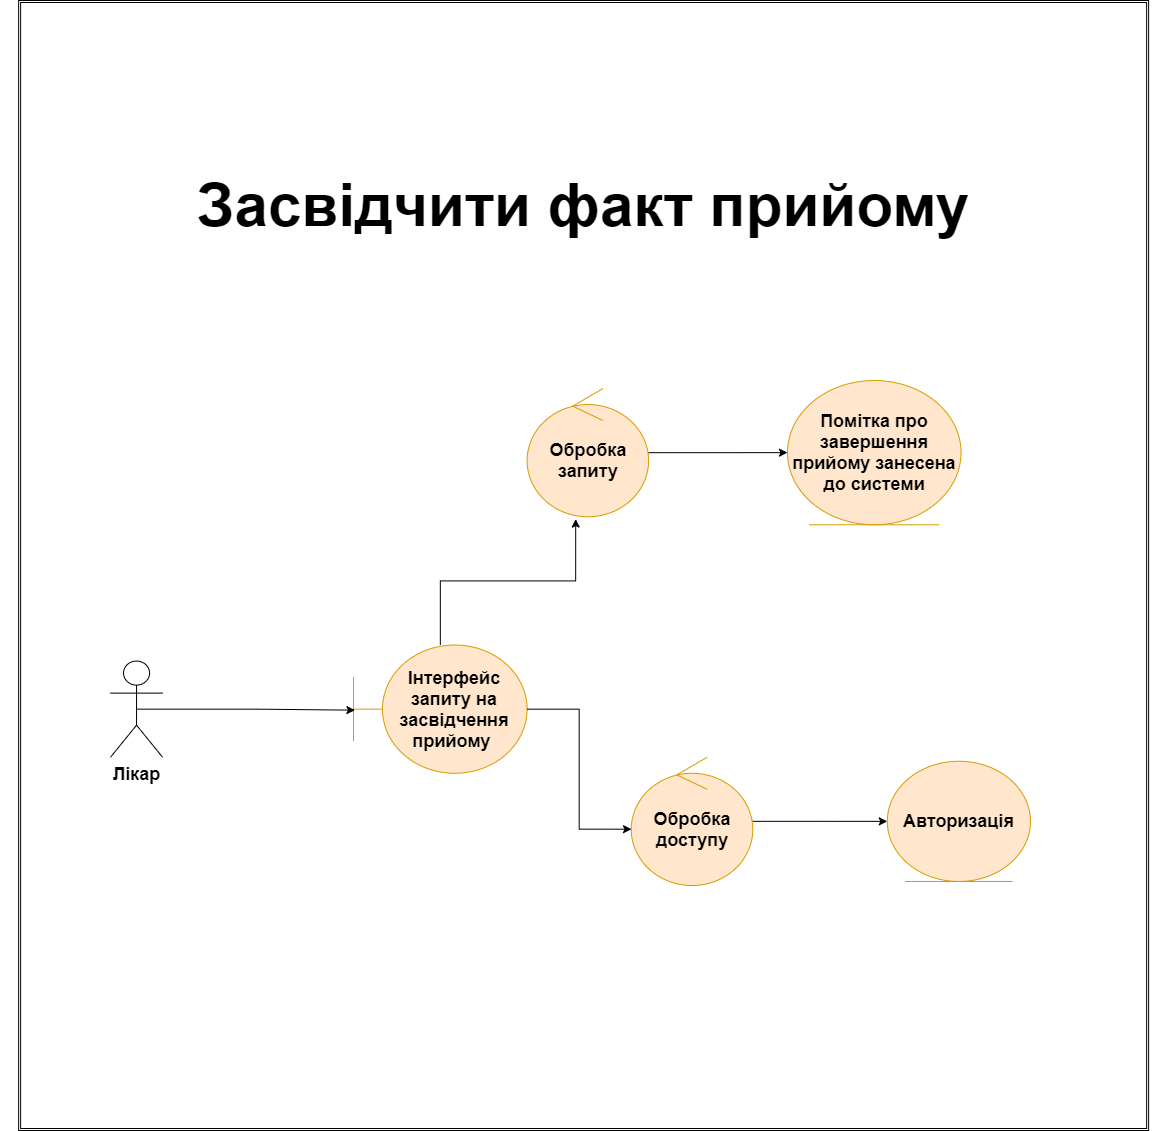 Засвідчити факт прийому
Обробка
запиту
Помітка про
завершення
прийому занесена
до системи
Інтерфейс
запиту на
засвідчення
прийому
Лікар
Обробка
доступу
Авторизація